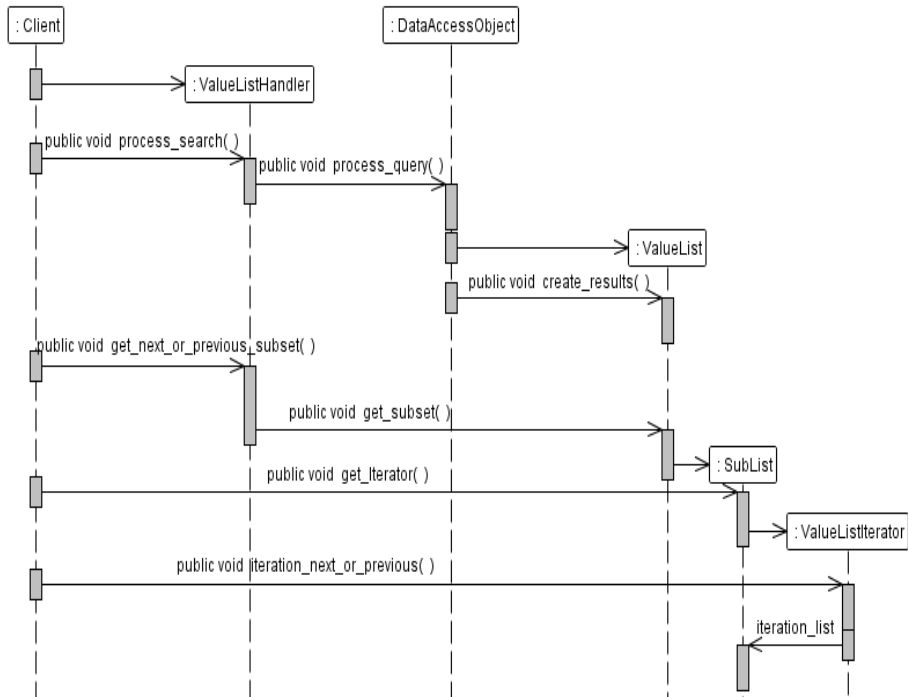 : Client
: DataAccessObject
: ValueListHandler
public void process_search( )
public void process_query( )
: ValueList
public void create_results( )
public void get_next_or_previous_subset( )
public void get_subset( )
: SubList
public void get_Iterator( )
: ValueListIterator
public void iteration_next_or_previous( )
iteration_list